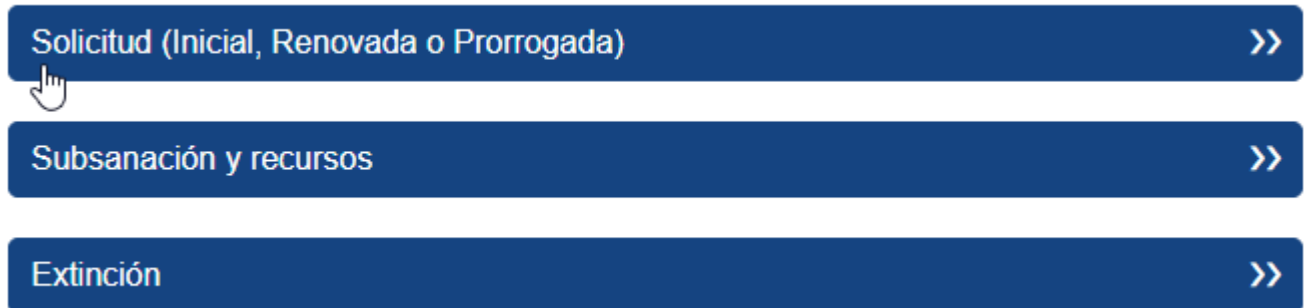 Solicitud (Inicial, Renovada o Prorrogada)
Subsanación y recursos
Extinción